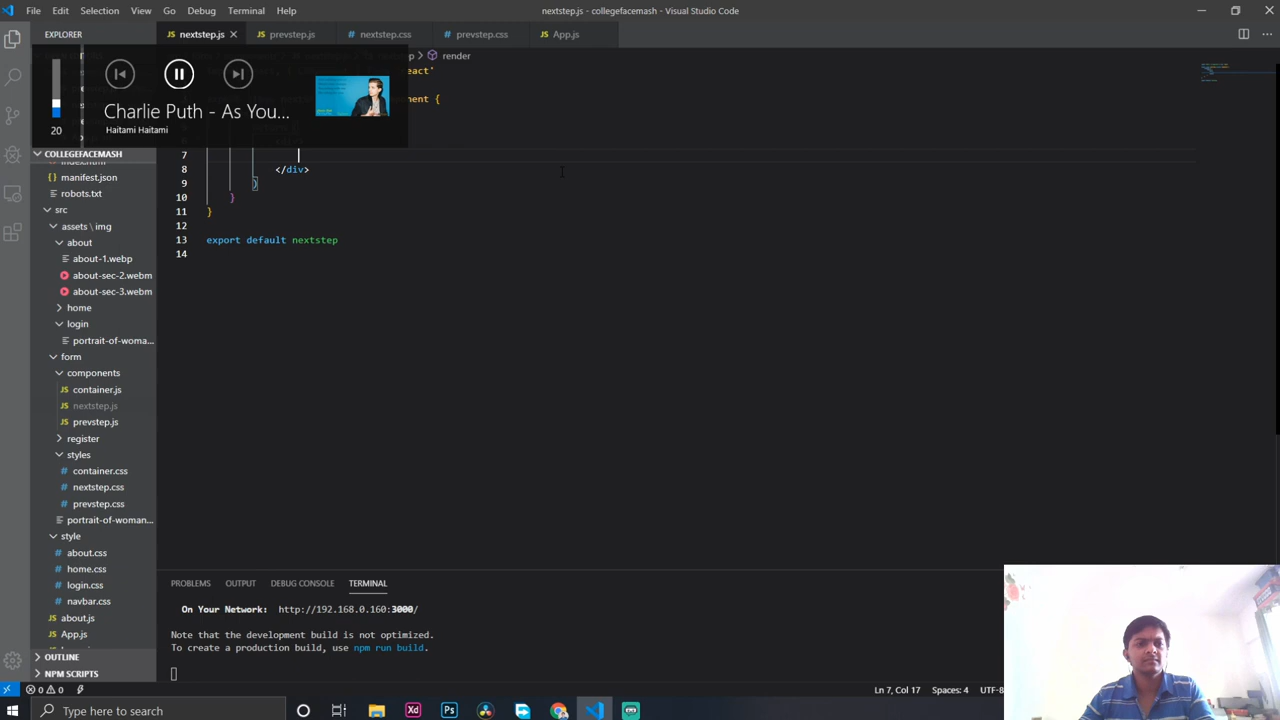 File Edit Selection View Go Debug Terminal Help
nextstep.js - collegefacemash - Visual Studio Code
EXPLORER
nextstep.js
prevstep.js
nextstep.css
prevstep.css
App.js
render
eact'
ponent {
Charlie Puth - As You...
Haitami Haitami
20
COLLEGEFACEMASH
manifest.json
robots.txt
src
assets \ img
about
about-1.webp
about-sec-2.webm
about-sec-3.webm
home
login
portrait-of-woma...
form
components
container.js
nextstep.js
prevstep.js
register
styles
container.css
nextstep.css
prevstep.css
portrait-of-woman...
style
about.css
home.css
login.css
navbar.css
about.js
App.js
OUTLINE
NPM SCRIPTS
7
8 </div>
9 )
10 }
11 }
12
13 export default nextstep
14
PROBLEMS OUTPUT DEBUG CONSOLE TERMINAL
On Your Network: http://192.168.0.160:3000/
Note that the development build is not optimized.
To create a production build, use npm run build.
0 0
Ln 7, Col 17 Spaces: 4 UTF-8
Type here to search